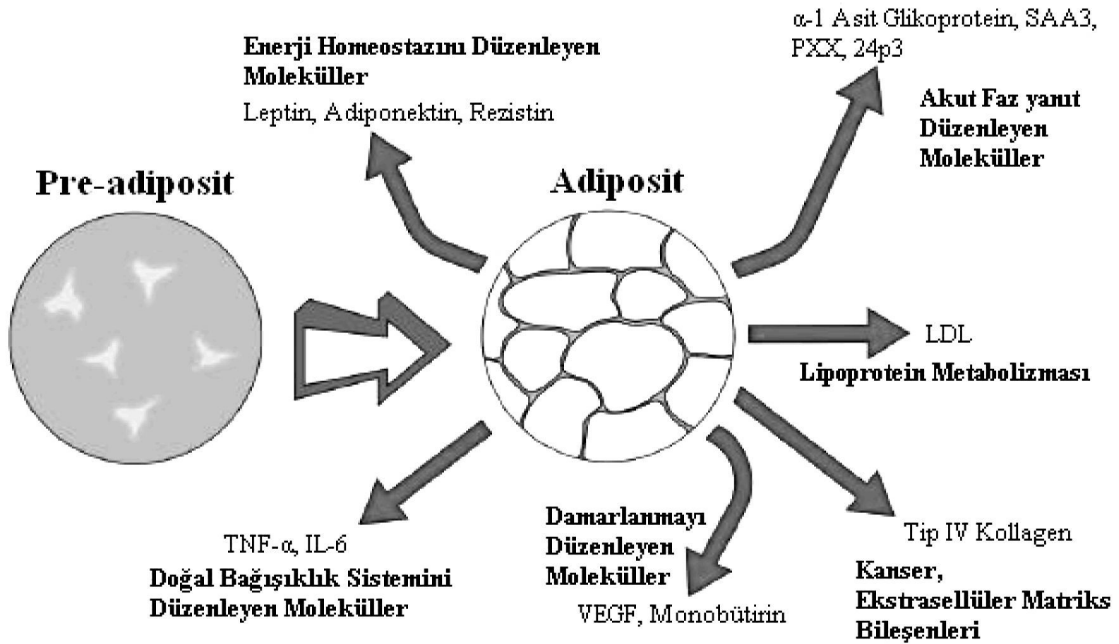 Enerji Homeostazını Düzenleyen
Moleküller
Leptin, Adiponektin, Rezistin
α-1 Asit Glikoprotein, SAA3,
PXX, 24p3
Akut Faz yanıt
Düzenleyen
Moleküller
Pre-adiposit
Adiposit
LDL
Lipoprotein Metabolizması
TNF-α, IL-6
Doğal Bağışıklık Sistemini
Düzenleyen Moleküller
Damarlanmayı
Düzenleyen
Moleküller
VEGF, Monobütirin
Tip IV Kollagen
Kanser,
Ekstrasellüler Matriks
Bileşenleri